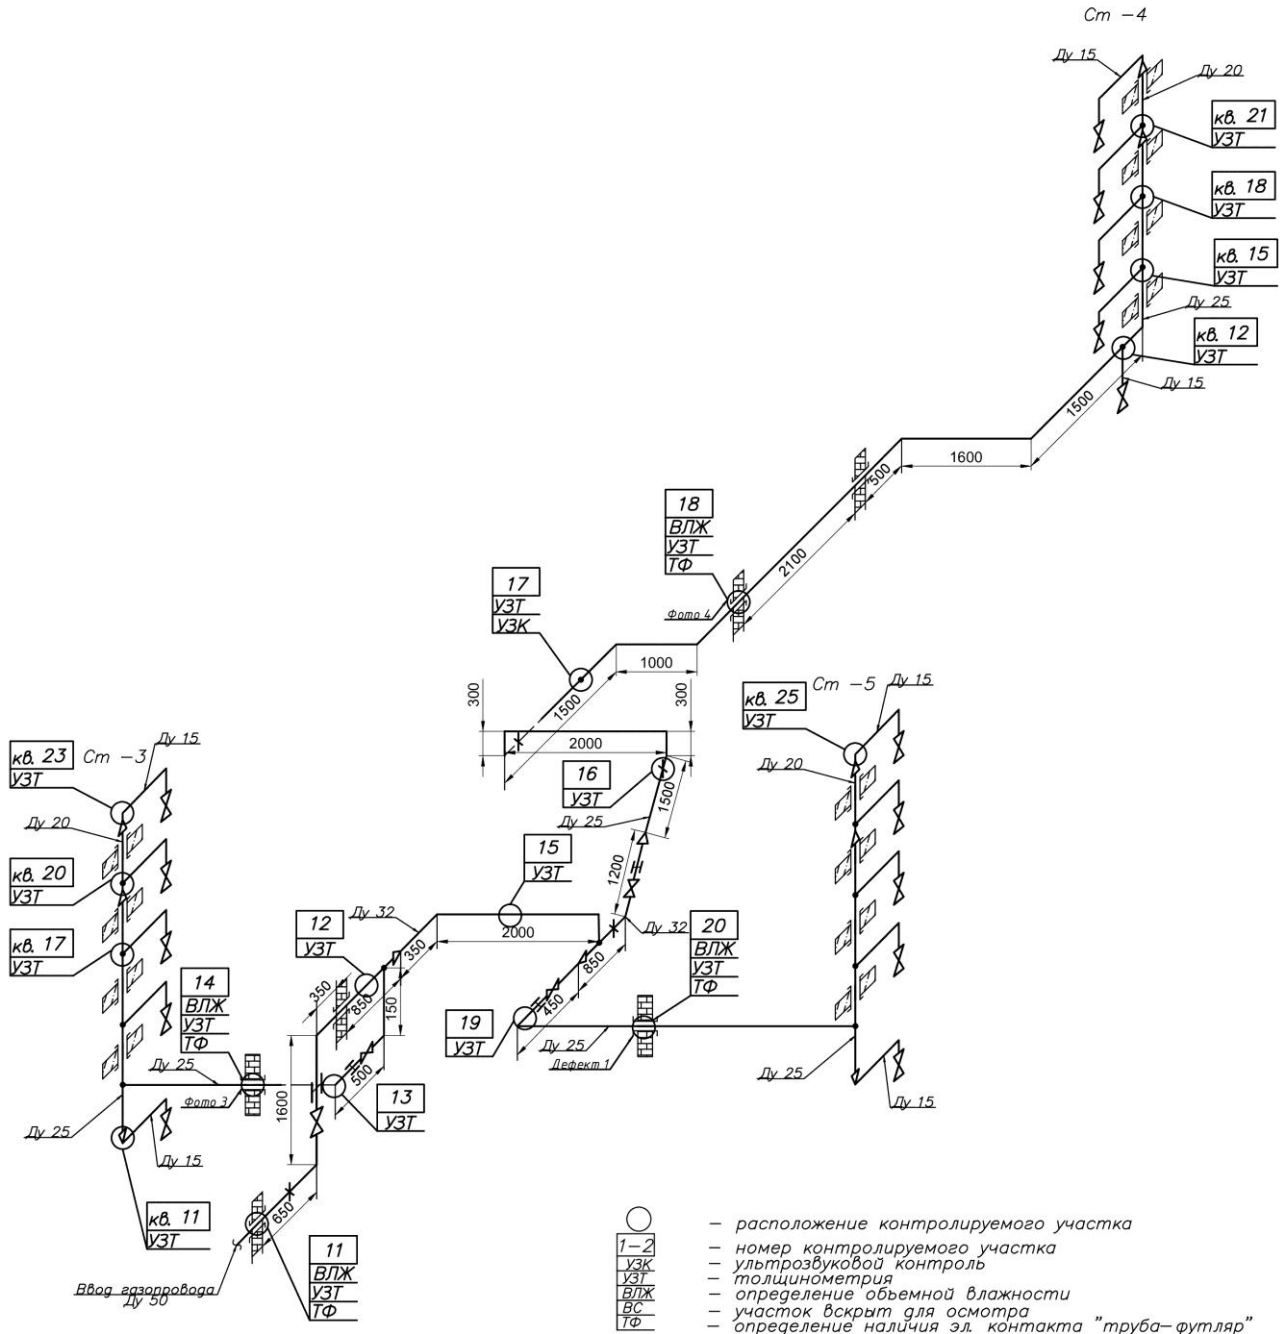 Ст -4
Ду 15
Ду 20
кв. 21
УЗТ
кв. 18
УЗТ
кв. 15
УЗТ
Ду 25
кв. 12
УЗТ
Ду 15
1500
1600
500
2100
18
ВЛЖ
УЗТ
ТФ
Фото 4
17
УЗТ
УЗК
1000
1500
300
300
2000
16
УЗТ
1500
Ду 25
1200
Ст -5
Ду 15
кв. 25
УЗТ
Ду 20
Ду 25
Ду 15
Ст -3
Ду 15
кв. 23
УЗТ
Ду 20
кв. 20
УЗТ
кв. 17
УЗТ
14
ВЛЖ
УЗТ
ТФ
Ду 25
Фото 3
Ду 25
Ду 15
кв. 11
УЗТ
15
УЗТ
12
УЗТ
Ду 32
2000
350
350
850
150
500
1600
13
УЗТ
Ду 32
850
450
20
ВЛЖ
УЗТ
ТФ
19
УЗТ
Ду 25
Дефект 1
650
11
ВЛЖ
УЗТ
ТФ
Ввод газопровода
Ду 50
– расположение контролируемого участка
1-2 – номер контролируемого участка
УЗК – ультрозвуковой контроль
УЗТ – толщинометрия
ВЛЖ – определение объемной влажности
ВС – участок вскрыт для осмотра
ТФ – определение наличия эл. контакта "труба-футляр"